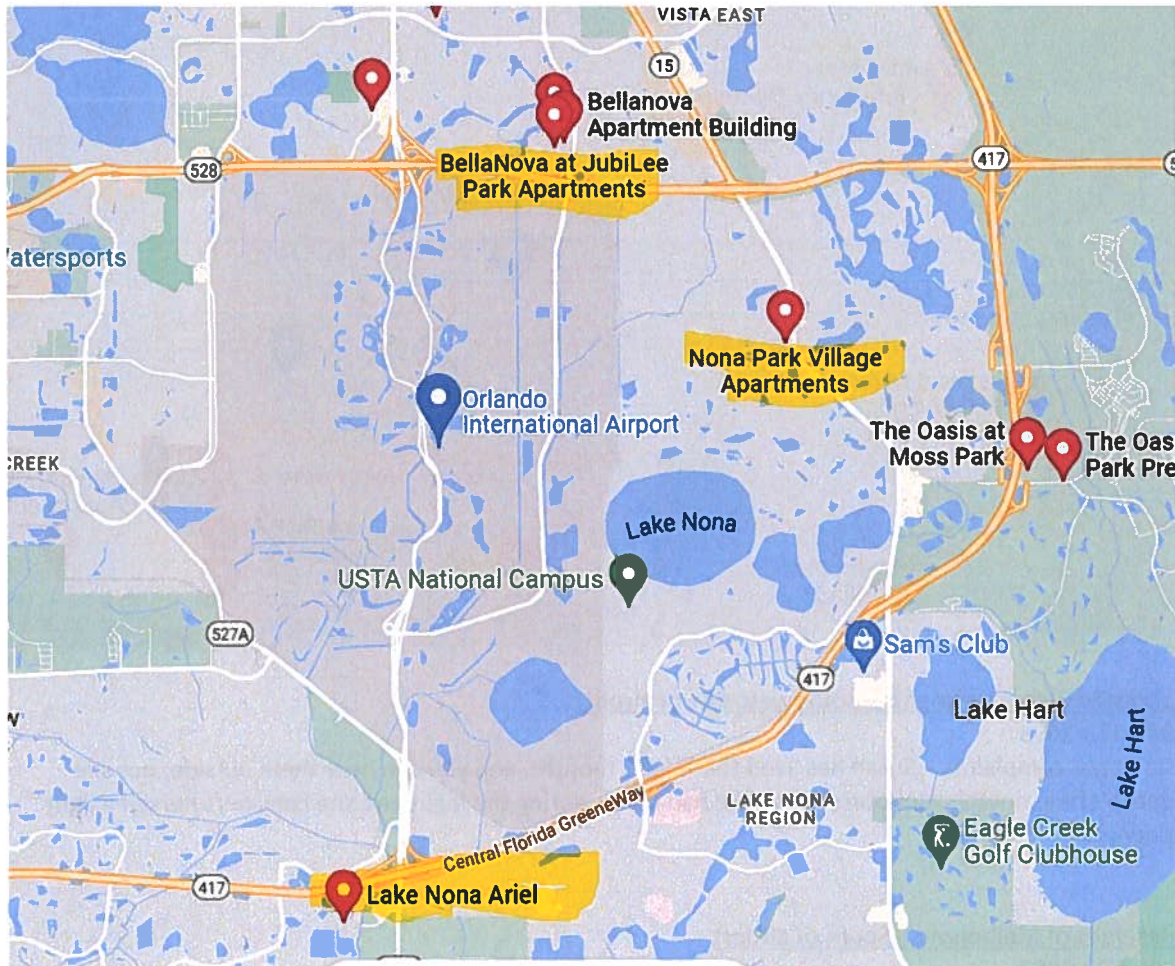 VISTA EAST
15
Bellanova
Apartment Building
BellaNova at JubiLee
Park Apartments
528
417
Watersports
Nona Park Village
Apartments
Orlando
International Airport
The Oasis at
Moss Park
The Oas
Park Pre
CREEK
Lake Nona
USTA National Campus
527A
Sam's Club
417
Lake Hart
Lake Hart
W
LAKE NONA
REGION
Central Florida GreeneWay
Eagle Creek
Golf Clubhouse
417
Lake Nona Ariel